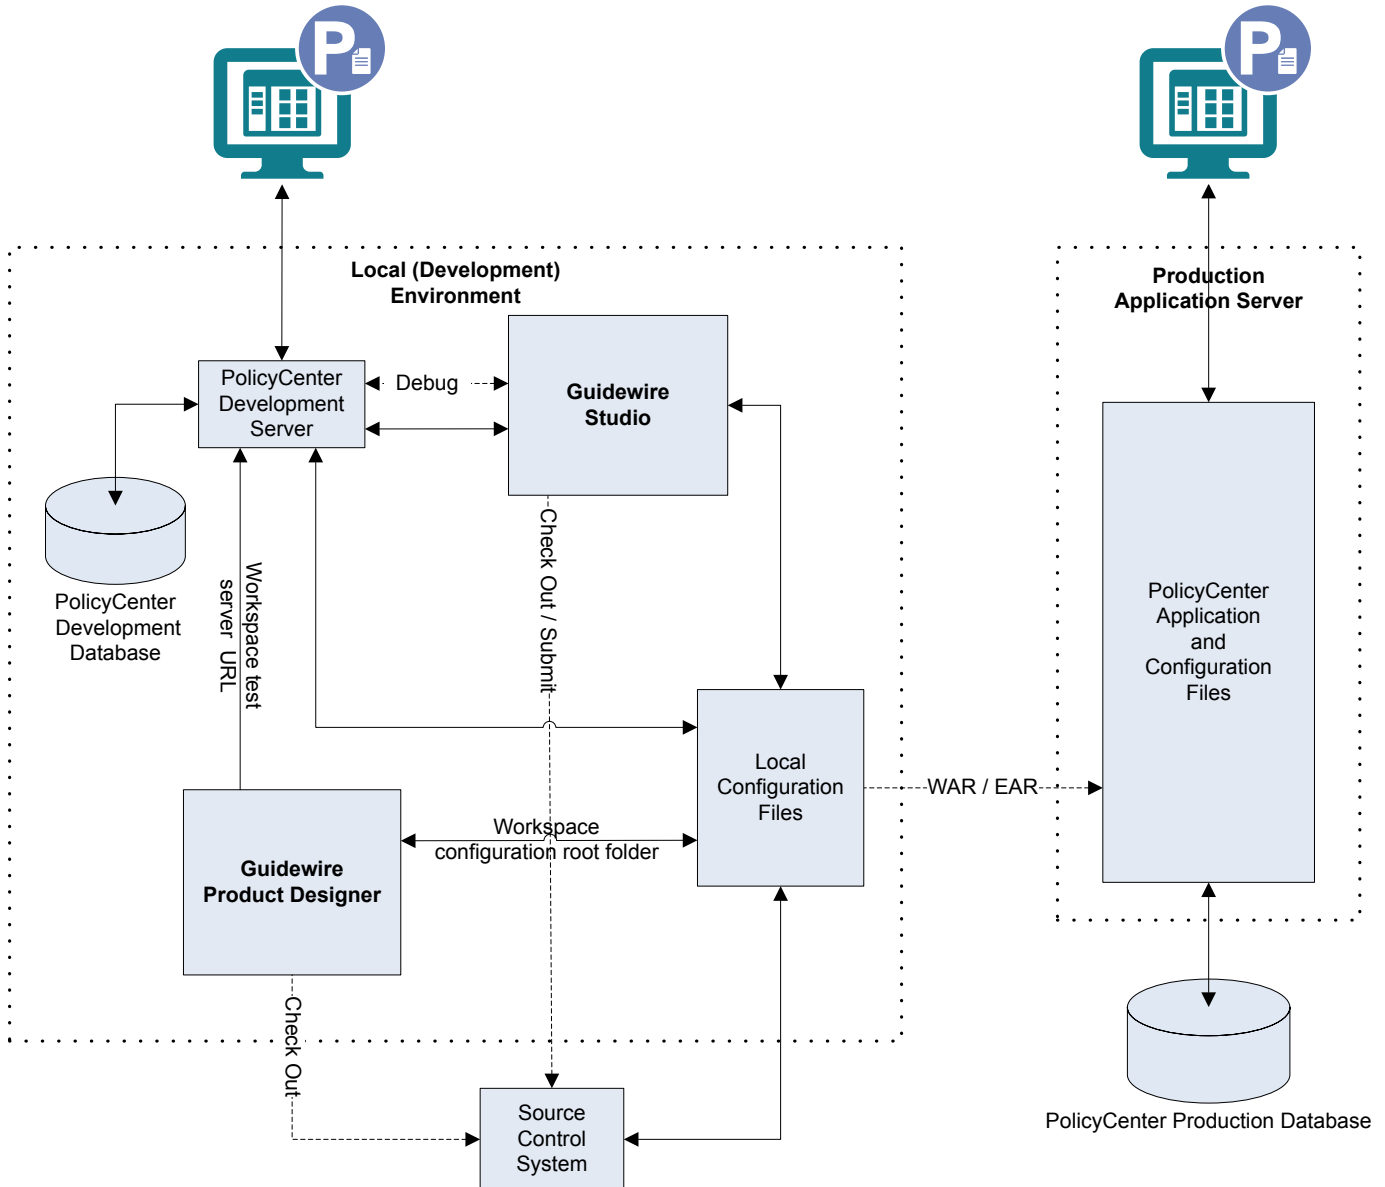 P
P
Local (Development)
Environment
Production
Application Server
PolicyCenter
Development
Server
Debug
Guidewire
Studio
PolicyCenter
Development
Database
Workspace test
server URL
Check Out / Submit
PolicyCenter
Application
and
Configuration
Files
Local
Configuration
Files
WAR / EAR
Workspace
configuration root folder
Guidewire
Product Designer
Check Out
Source
Control
System
PolicyCenter Production Database